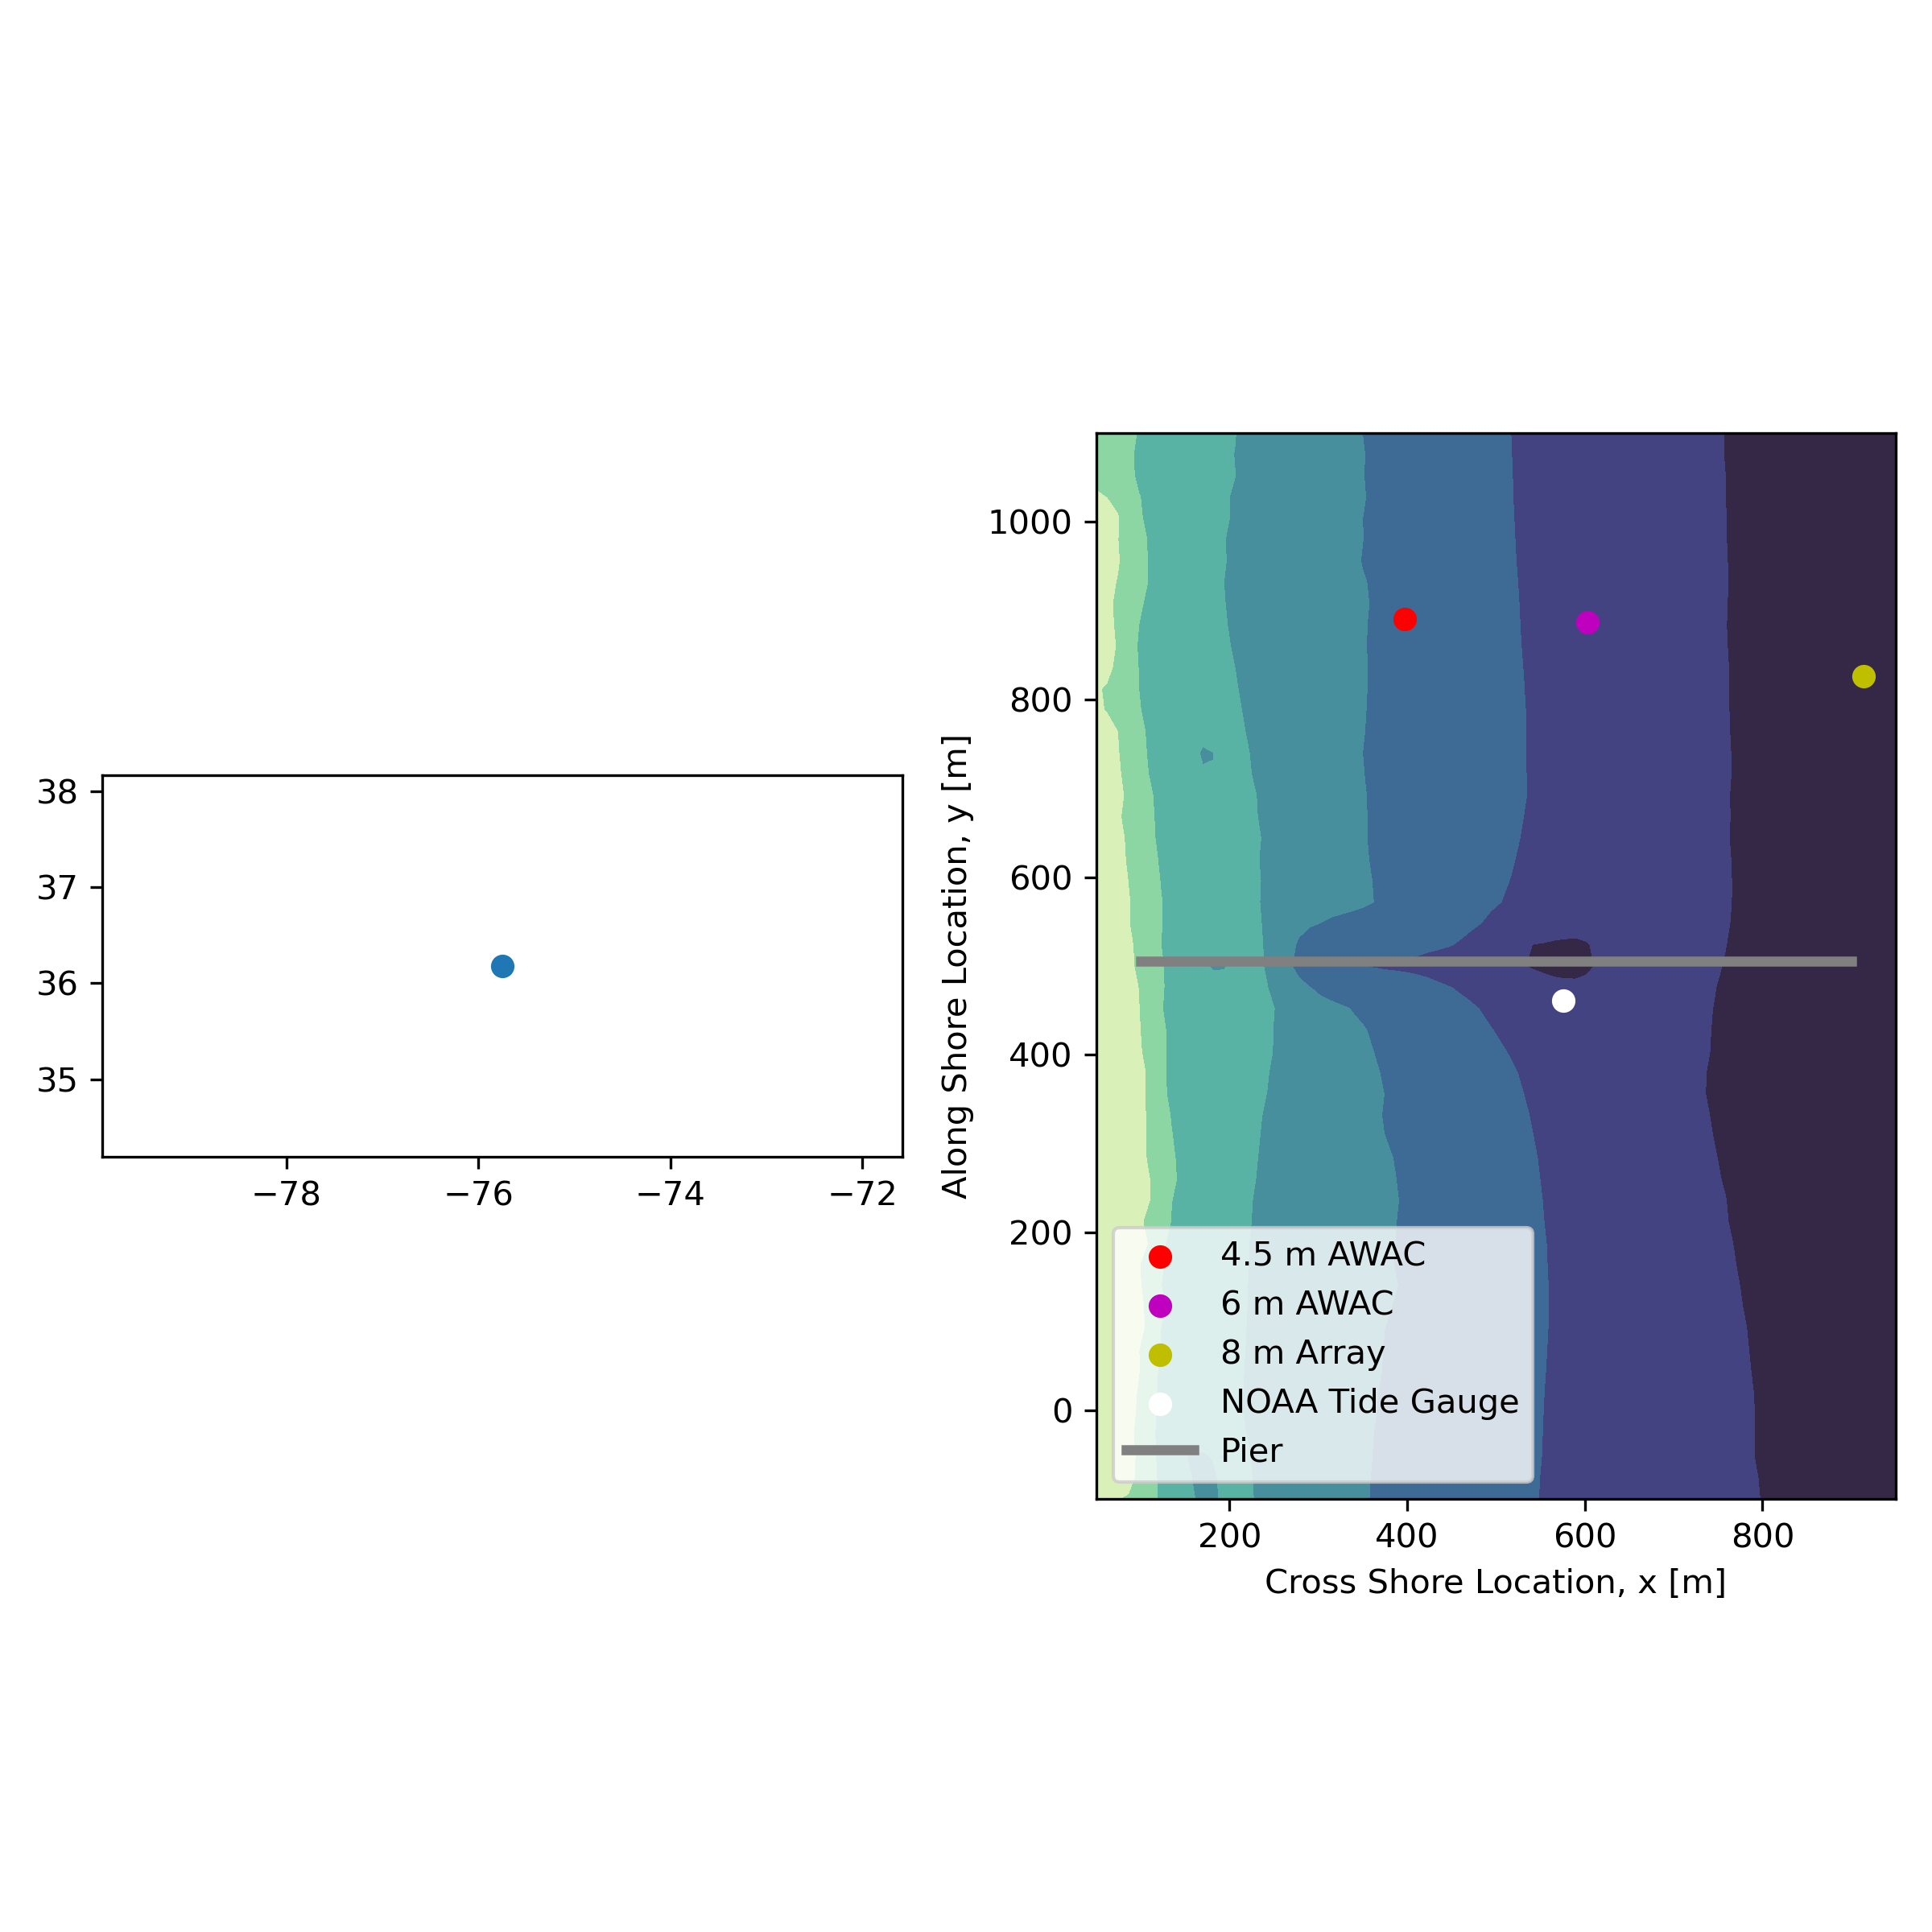 38
37
36
35
−78 −76 −74 −72
Along Shore Location, y [m]
1000
800
600
400
200
0
4.5 m AWAC
6 m AWAC
8 m Array
NOAA Tide Gauge
Pier
200 400 600 800
Cross Shore Location, x [m]